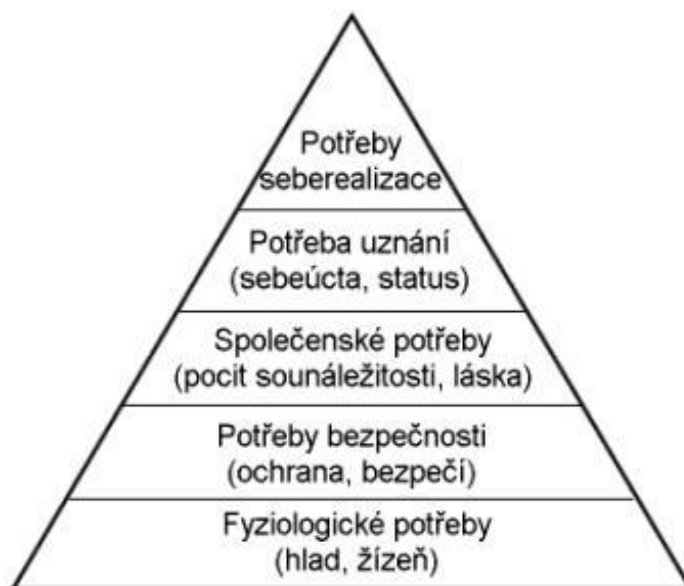 Potřeby
seberealizace
Potřeba uznání
(sebeúcta, status)
Společenské potřeby
(pocit sounáležitosti, láska)
Potřeby bezpečnosti
(ochrana, bezpečí)
Fyziologické potřeby
(hlad, žízeň)